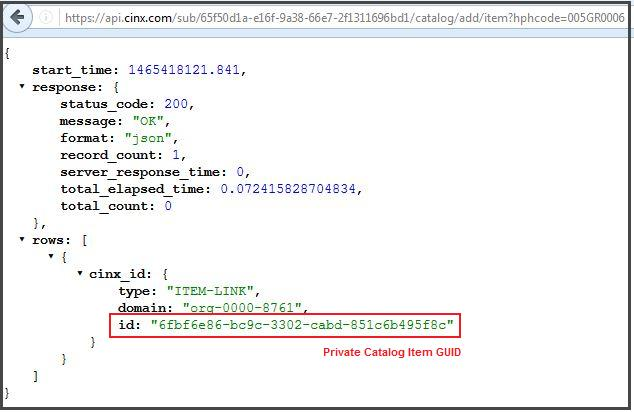 https://api.cinx.com/sub/65f50d1a-e16f-9a38-66e7-2f1311696bd1/catalog/add/item?hphcode=005GR0006
{
start_time: 1465418121.841,
response: {
status_code: 200,
message: "OK",
format: "json",
record_count: 1,
server_response_time: 0,
total_elapsed_time: 0.072415828704834,
total_count: 0
},
rows: [
{
cinx_id: {
type: "ITEM-LINK",
domain: "org-0000-8761",
id: "6fbf6e86-bc9c-3302-cabd-851c6b495f8c"
}
Private Catalog Item GUID
}
]
}